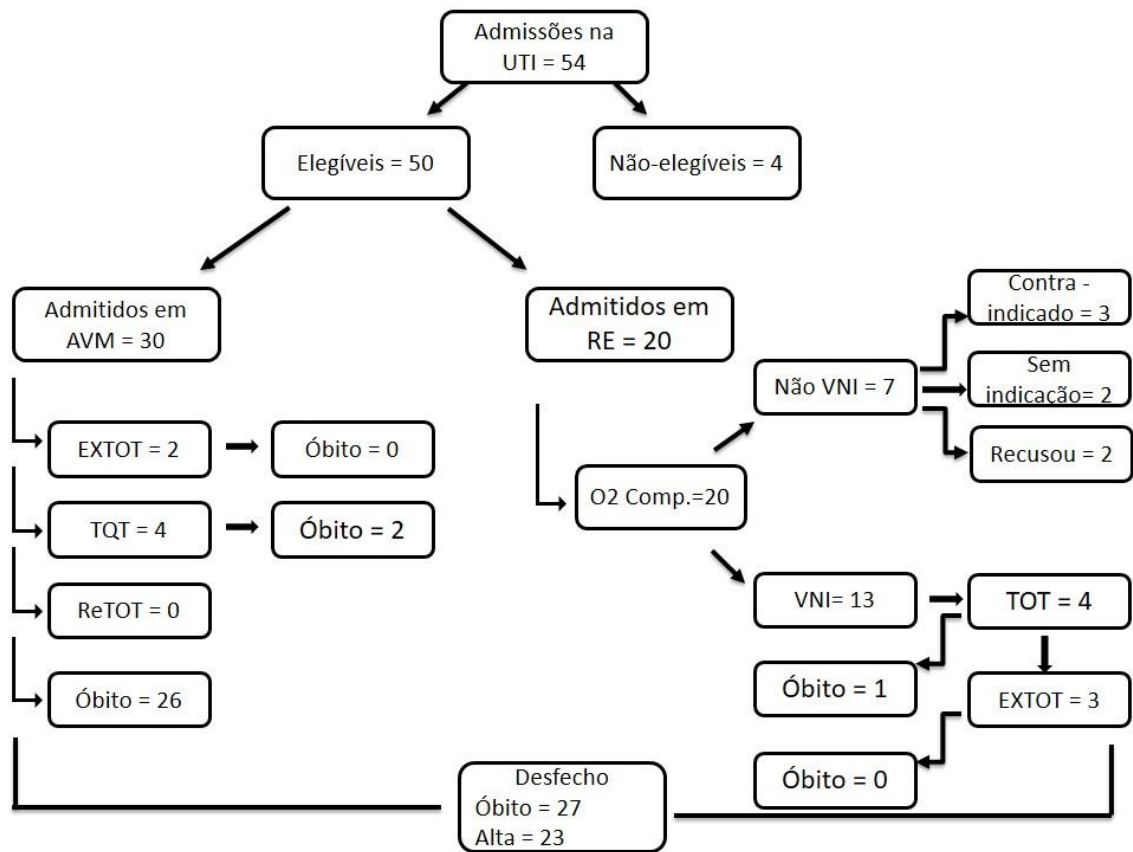 Admissões na
UTI = 54
Elegíveis = 50
Não-elegíveis = 4
Admitidos em
AVM = 30
EXTOT = 2
Óbito = 0
TQT = 4
Óbito = 2
ReTOT = 0
Óbito = 26
Admitidos em
RE = 20
O2 Comp.=20
Não VNI = 7
Contra -
indicado = 3
Sem
indicação= 2
Recusou = 2
VNI= 13
TOT = 4
Óbito = 1
EXTOT = 3
Óbito = 0
Desfecho
Óbito = 27
Alta = 23